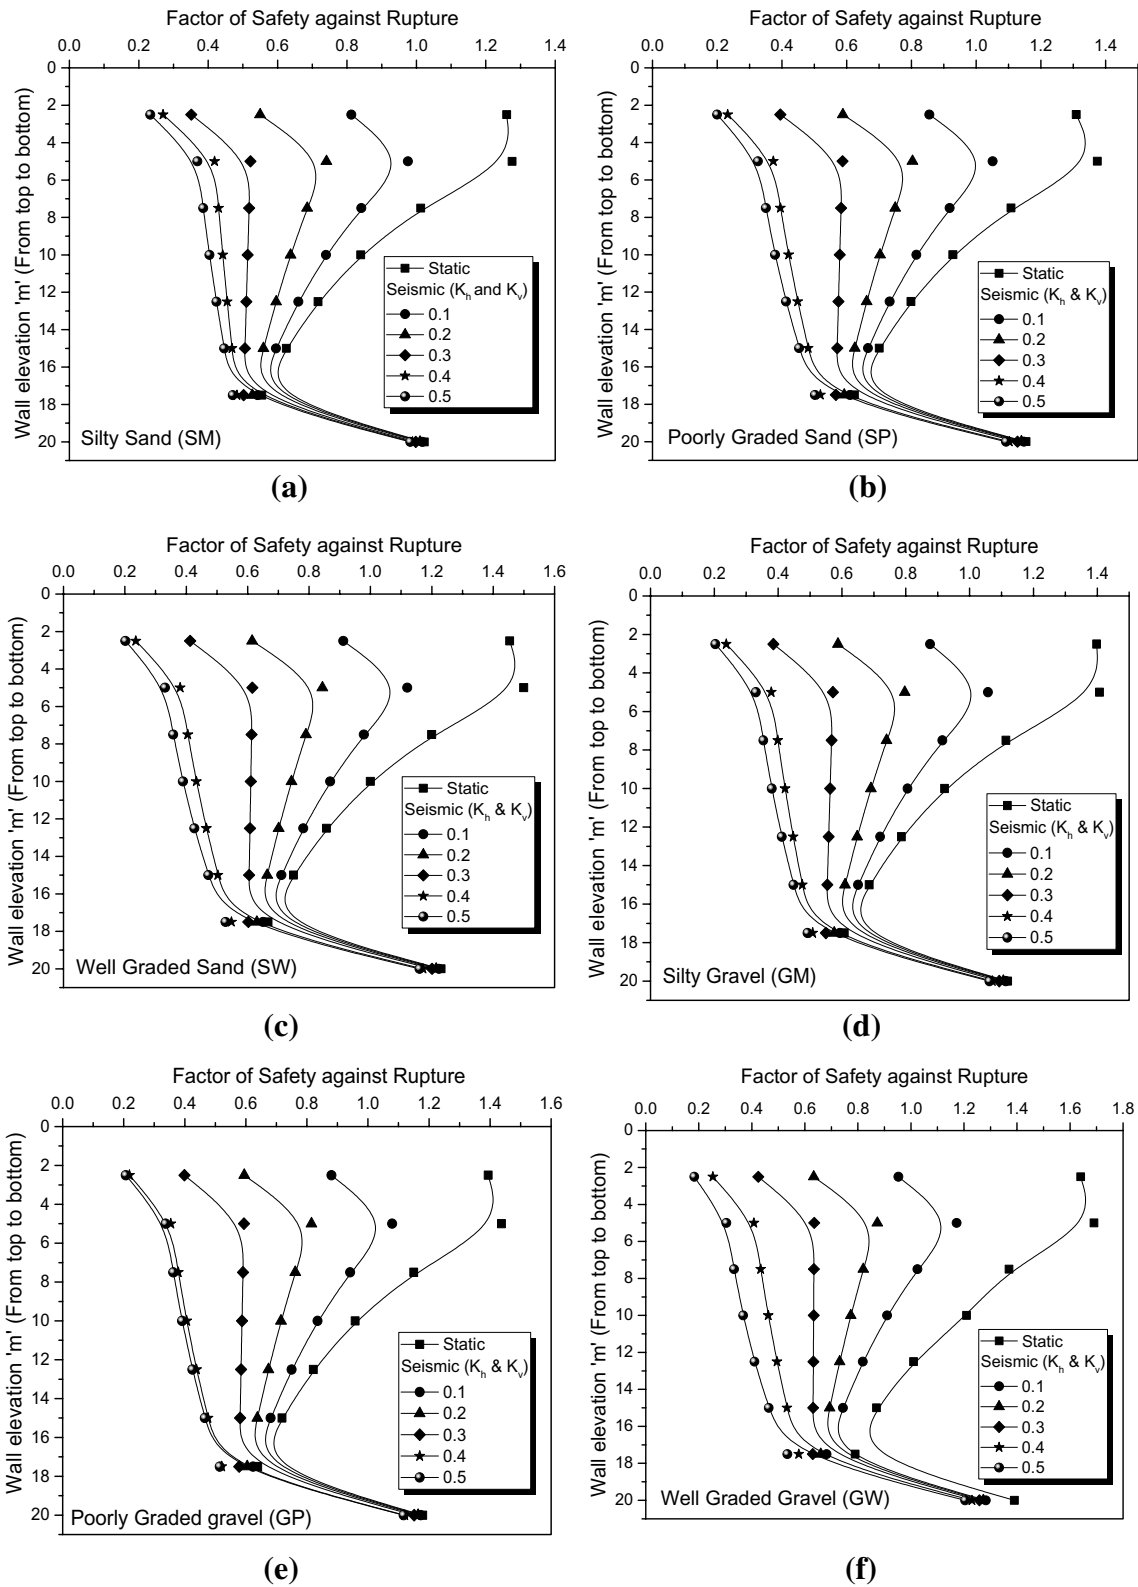 Factor of Safety against Rupture
0.0 0.2 0.4 0.6 0.8 1.0 1.2 1.4
0
2
4
6
8
10
12
14
16
18
20
Wall elevation 'm' (From top to bottom)
Static
Seismic (Kh and Kv)
0.1
0.2
0.3
0.4
0.5
Silty Sand (SM)
(a)
Factor of Safety against Rupture
0.0 0.2 0.4 0.6 0.8 1.0 1.2 1.4
0
2
4
6
8
10
12
14
16
18
20
Wall elevation 'm' (From top to bottom)
Static
Seismic (Kh & Kv)
0.1
0.2
0.3
0.4
0.5
Poorly Graded Sand (SP)
(b)
Factor of Safety against Rupture
0.0 0.2 0.4 0.6 0.8 1.0 1.2 1.4 1.6
0
2
4
6
8
10
12
14
16
18
20
Wall elevation 'm' (From top to bottom)
Static
Seismic (Kh & Kv)
0.1
0.2
0.3
0.4
0.5
Well Graded Sand (SW)
(c)
Factor of Safety against Rupture
0.0 0.2 0.4 0.6 0.8 1.0 1.2 1.4
0
2
4
6
8
10
12
14
16
18
20
Wall elevation 'm' (From top to bottom)
Static
Seismic (Kh & Kv)
0.1
0.2
0.3
0.4
0.5
Silty Gravel (GM)
(d)
Factor of Safety against Rupture
0.0 0.2 0.4 0.6 0.8 1.0 1.2 1.4 1.6
0
2
4
6
8
10
12
14
16
18
20
Wall elevation 'm' (From top to bottom)
Static
Seismic (Kh & Kv)
0.1
0.2
0.3
0.4
0.5
Poorly Graded gravel (GP)
(e)
Factor of Safety against Rupture
0.0 0.2 0.4 0.6 0.8 1.0 1.2 1.4 1.6 1.8
0
2
4
6
8
10
12
14
16
18
20
Wall elevation 'm' (From top to bottom)
Static
Seismic (Kh & Kv)
0.1
0.2
0.3
0.4
0.5
Well Graded Gravel (GW)
(f)